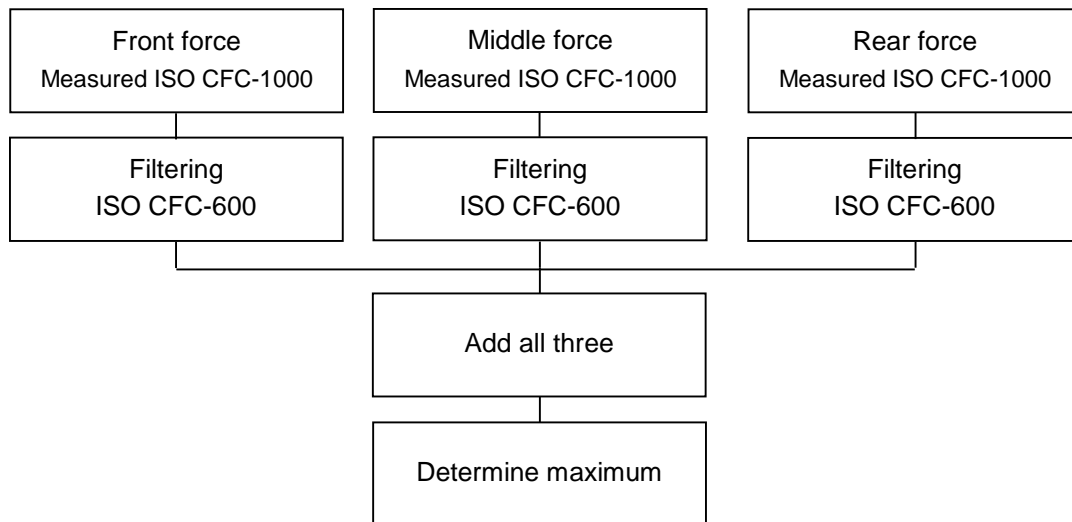 Front force
Measured ISO CFC-1000
Middle force
Measured ISO CFC-1000
Rear force
Measured ISO CFC-1000
Filtering
ISO CFC-600
Filtering
ISO CFC-600
Filtering
ISO CFC-600
Add all three
Determine maximum